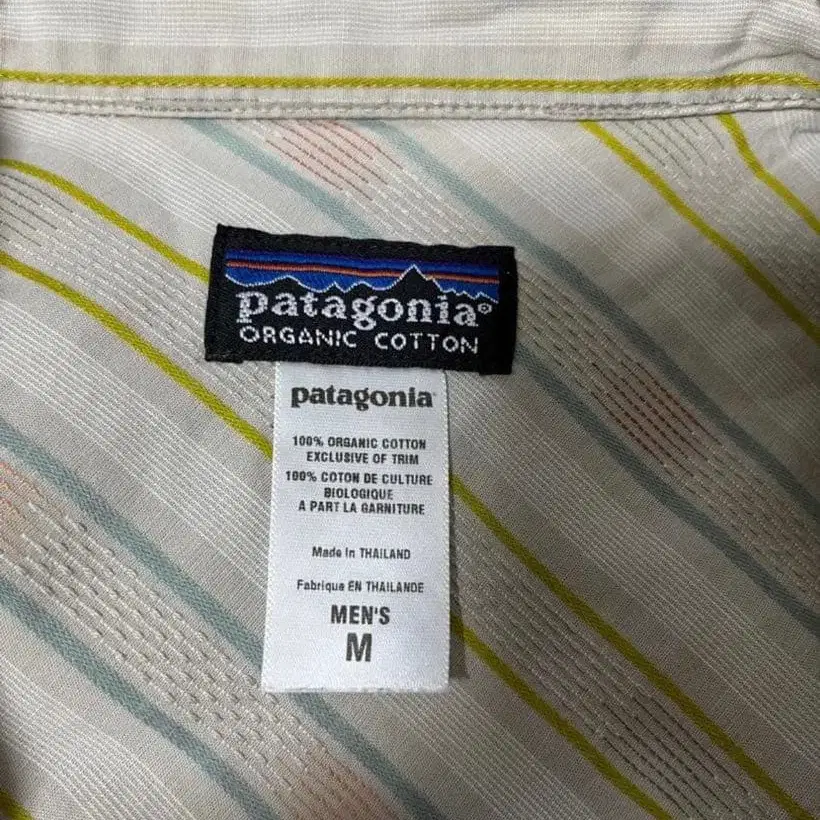 patagonia®
ORGANIC COTTON
patagonia
100% ORGANIC COTTON
EXCLUSIVE OF TRIM
100% COTON DE CULTURE
BIOLOGIQUE
A PART LA GARNITURE
Made in THAILAND
Fabriqué EN THAILANDE
MEN'S
M